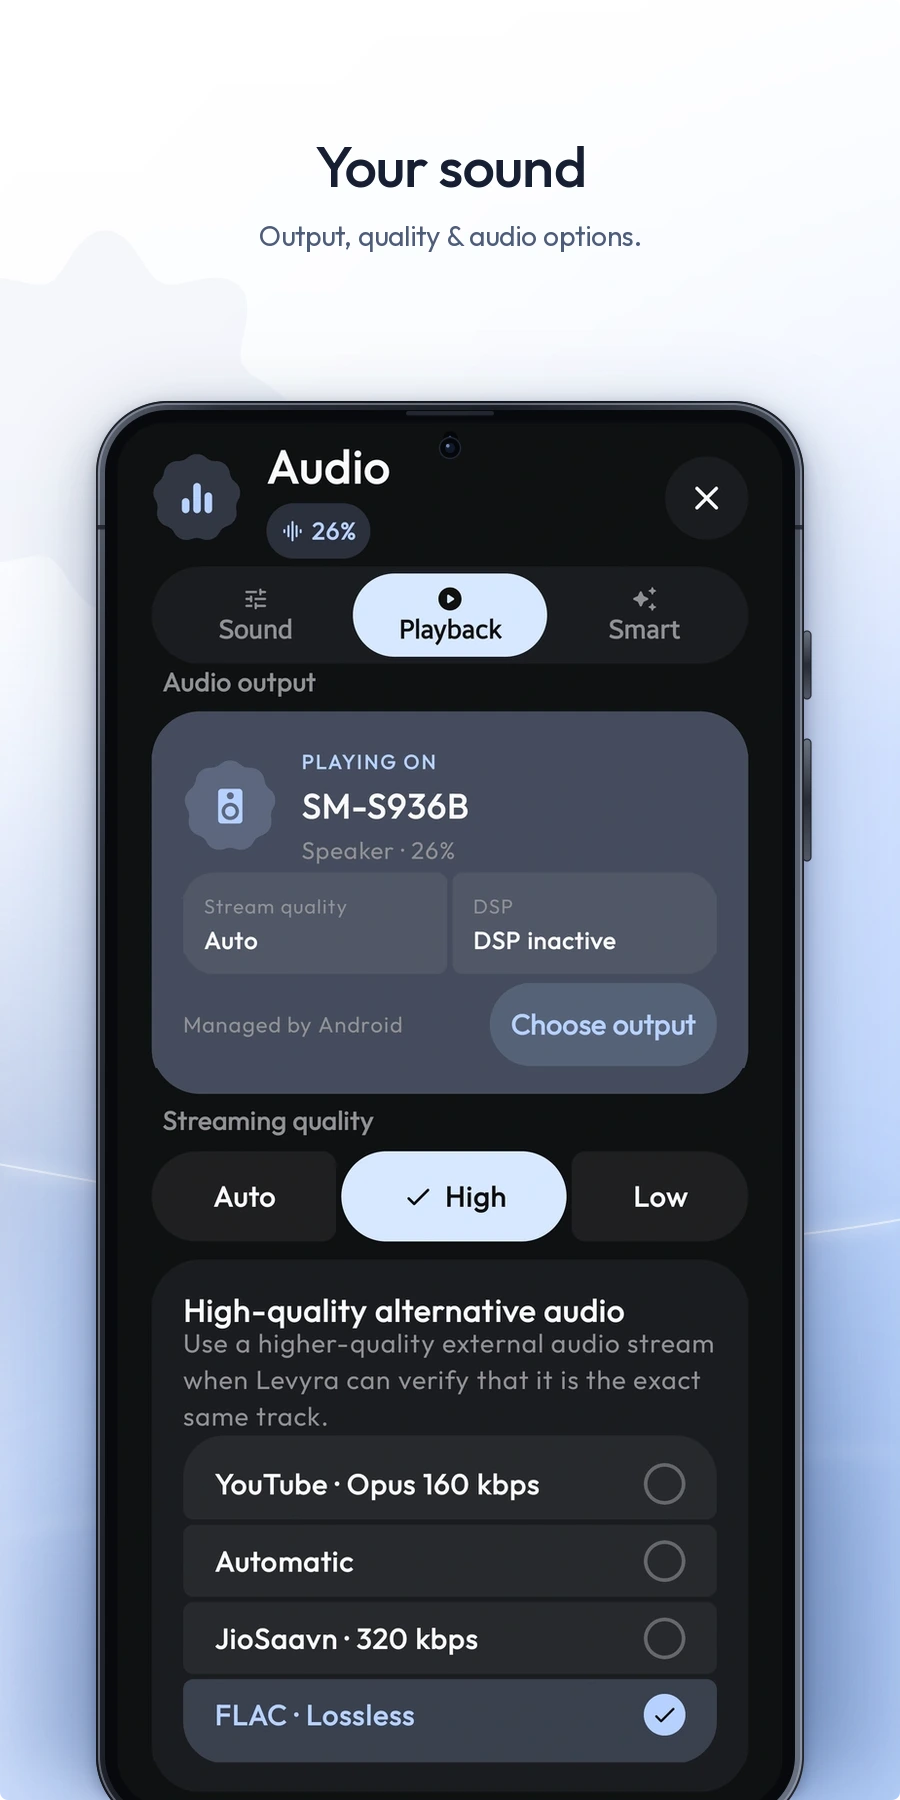 Your sound
Output, quality & audio options.
Audio
26%
Sound
Playback
Smart
Audio output
PLAYING ON
SM-S936B
Speaker · 26%
Stream quality
Auto
DSP
DSP inactive
Managed by Android
Choose output
Streaming quality
Auto
High
Low
High-quality alternative audio
Use a higher-quality external audio stream
when Levyra can verify that it is the exact
same track.
YouTube · Opus 160 kbps
Automatic
JioSaavn · 320 kbps
FLAC · Lossless